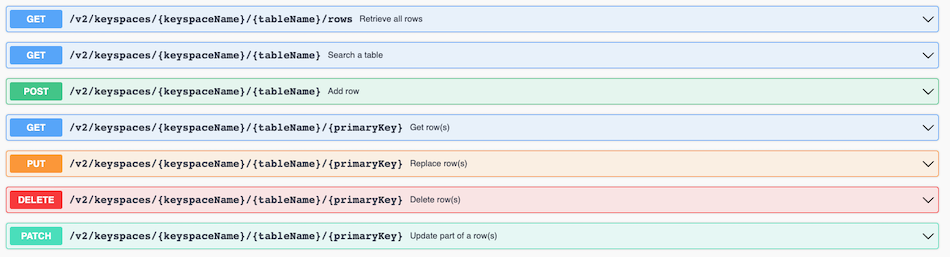 GET /v2/keyspaces/{keyspaceName}/{tableName}/rows Retrieve all rows
GET /v2/keyspaces/{keyspaceName}/{tableName} Search a table
POST /v2/keyspaces/{keyspaceName}/{tableName} Add row
GET /v2/keyspaces/{keyspaceName}/{tableName}/{primaryKey} Get row(s)
PUT /v2/keyspaces/{keyspaceName}/{tableName}/{primaryKey} Replace row(s)
DELETE /v2/keyspaces/{keyspaceName}/{tableName}/{primaryKey} Delete row(s)
PATCH /v2/keyspaces/{keyspaceName}/{tableName}/{primaryKey} Update part of a row(s)